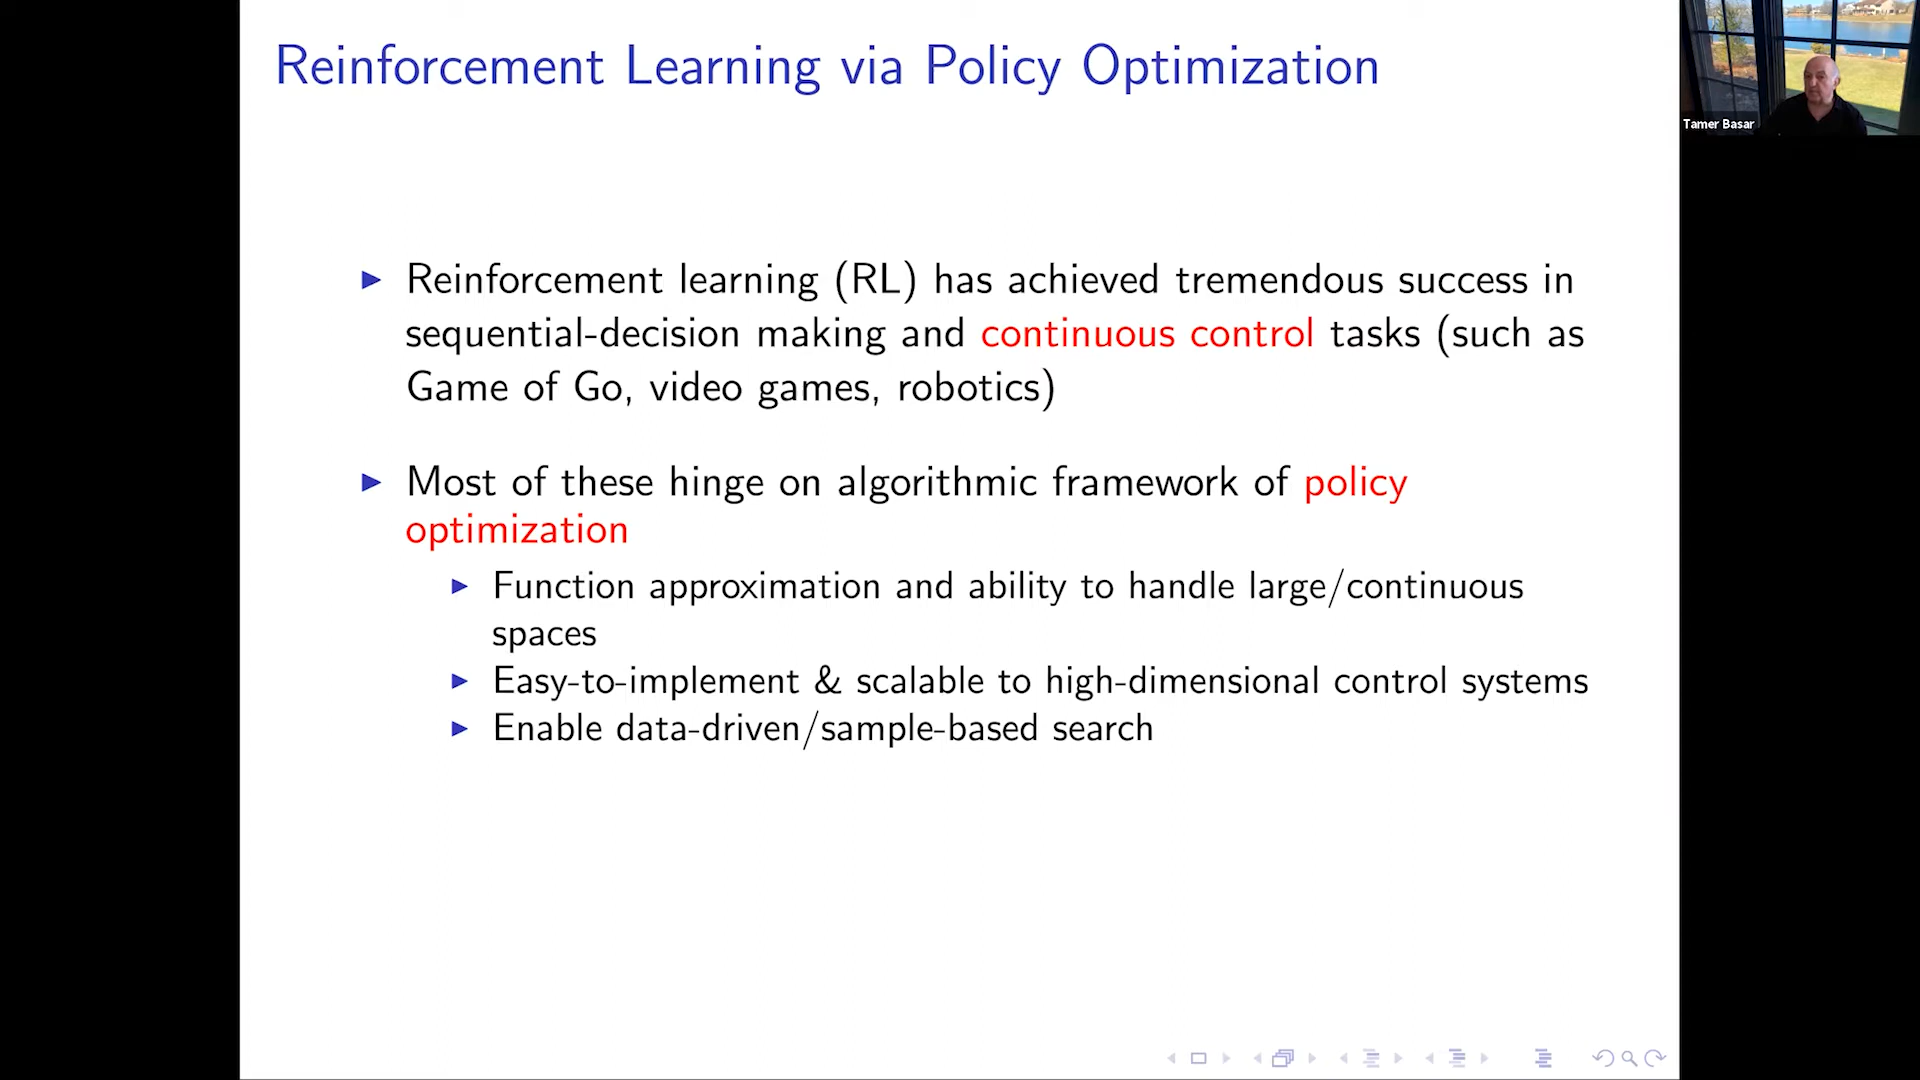 Reinforcement Learning via Policy Optimization
Tamer Basar
Reinforcement learning (RL) has achieved tremendous success in
sequential-decision making and continuous control tasks (such as
Game of Go, video games, robotics)
Most of these hinge on algorithmic framework of policy
optimization
Function approximation and ability to handle large/continuous
spaces
Easy-to-implement & scalable to high-dimensional control systems
Enable data-driven/sample-based search